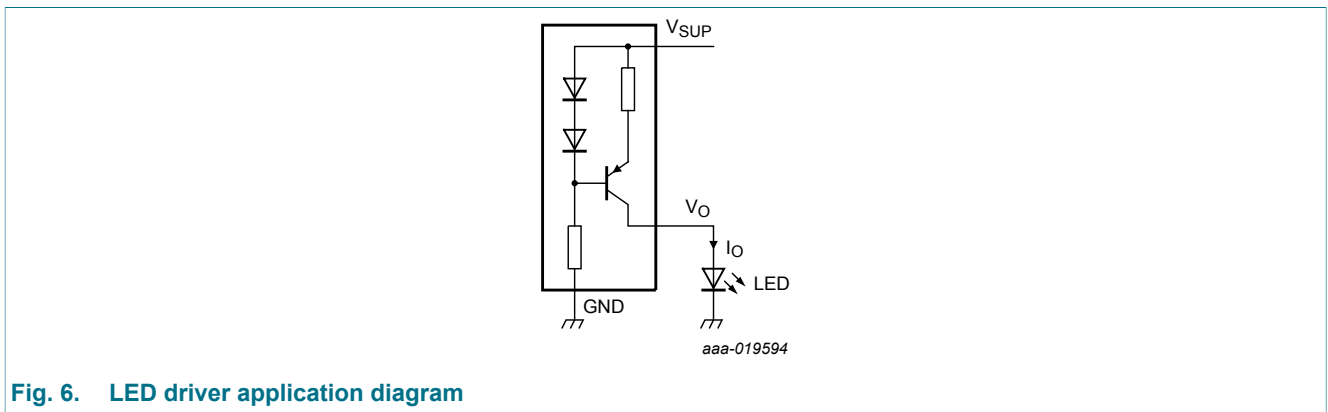 VSUP
VO
IO
LED
GND
aaa-019594
Fig. 6. LED driver application diagram